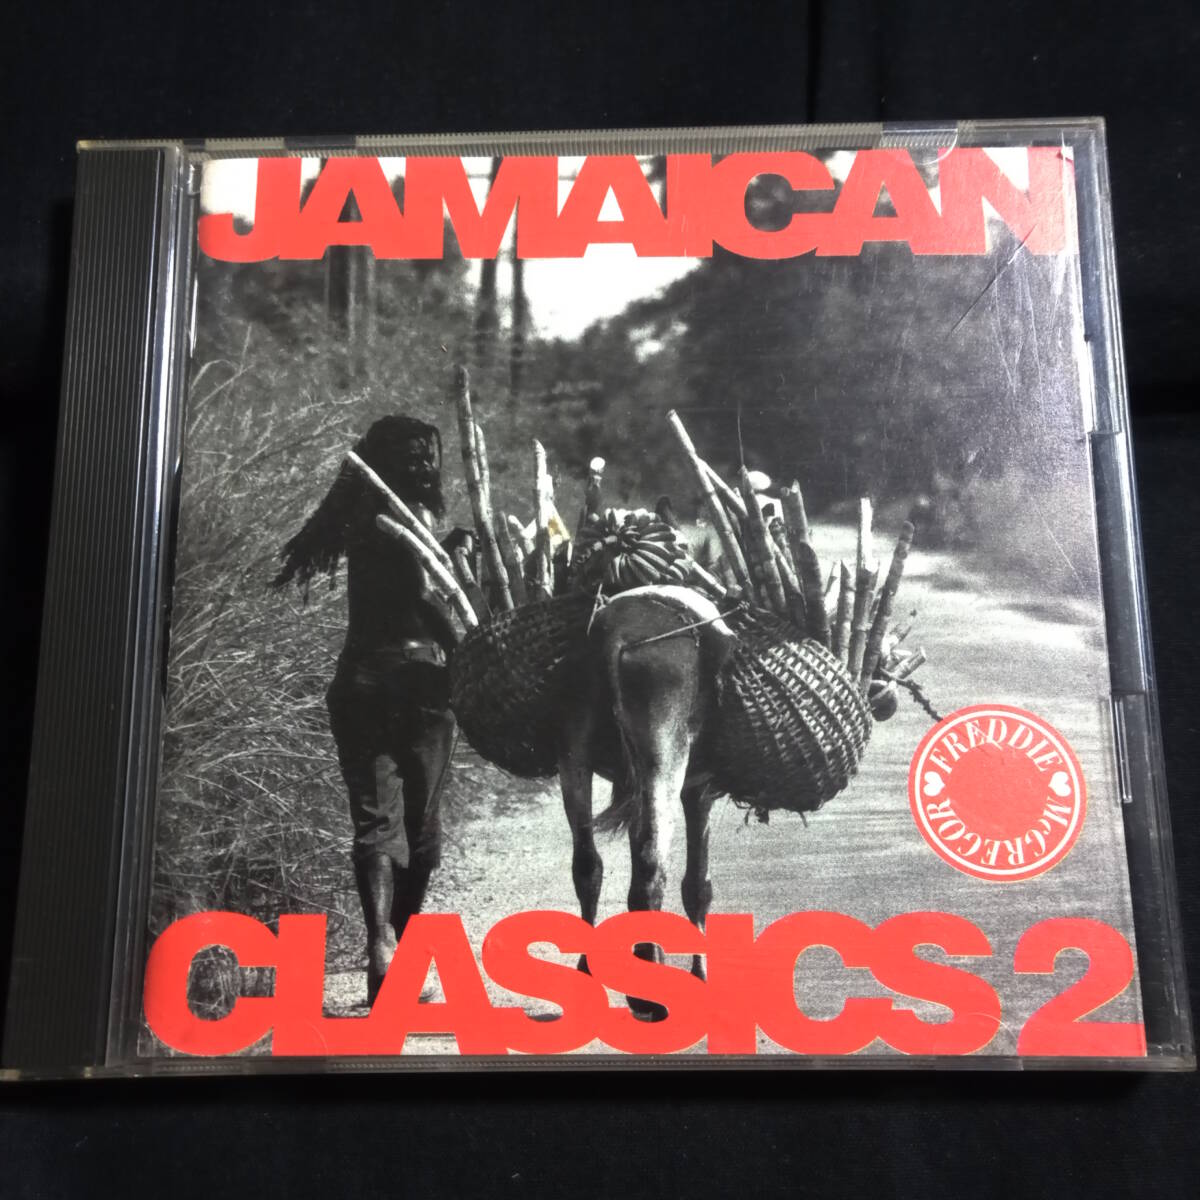 JAMAICAN
FREDDIE
McGREGOR
CLASSICS 2